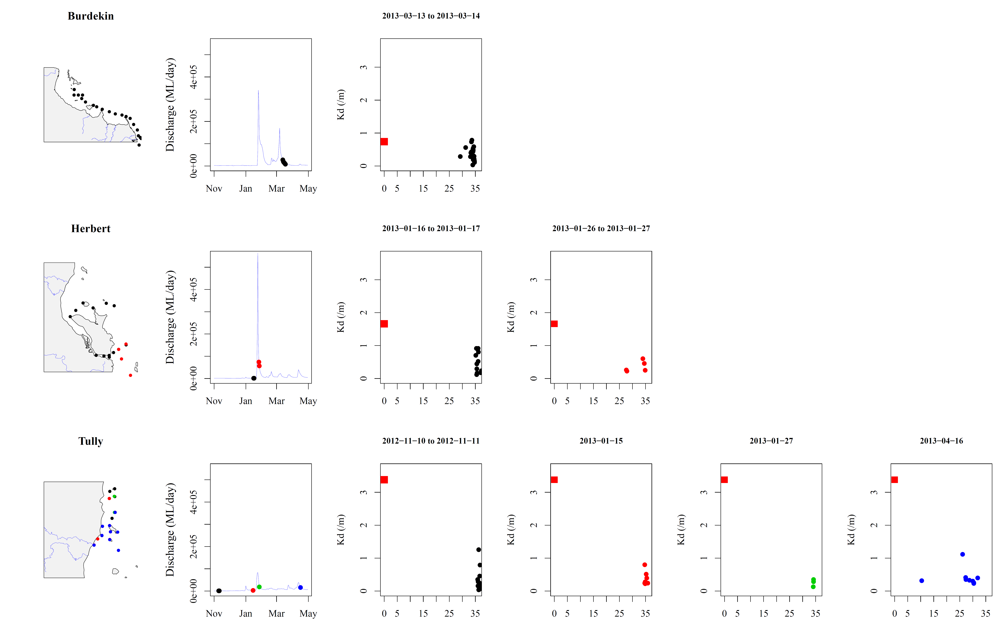 Burdekin
2013−03−13 to 2013−03−14
Discharge (ML/day)
0e+00 2e+05 4e+05
Nov Jan Mar May
Kd (/m)
0 1 2 3
0 5 15 25 35
Herbert
2013−01−16 to 2013−01−17
2013−01−26 to 2013−01−27
Discharge (ML/day)
0e+00 2e+05 4e+05
Nov Jan Mar May
Kd (/m)
0 1 2 3
0 5 15 25 35
Kd (/m)
0 1 2 3
0 5 15 25 35
Tully
2012−11−10 to 2012−11−11
2013−01−15
2013−01−27
2013−04−16
Discharge (ML/day)
0e+00 2e+05 4e+05
Nov Jan Mar May
Kd (/m)
0 1 2 3
0 5 15 25 35
Kd (/m)
0 1 2 3
0 5 15 25 35
Kd (/m)
0 1 2 3
0 5 15 25 35
Kd (/m)
0 1 2 3
0 5 15 25 35